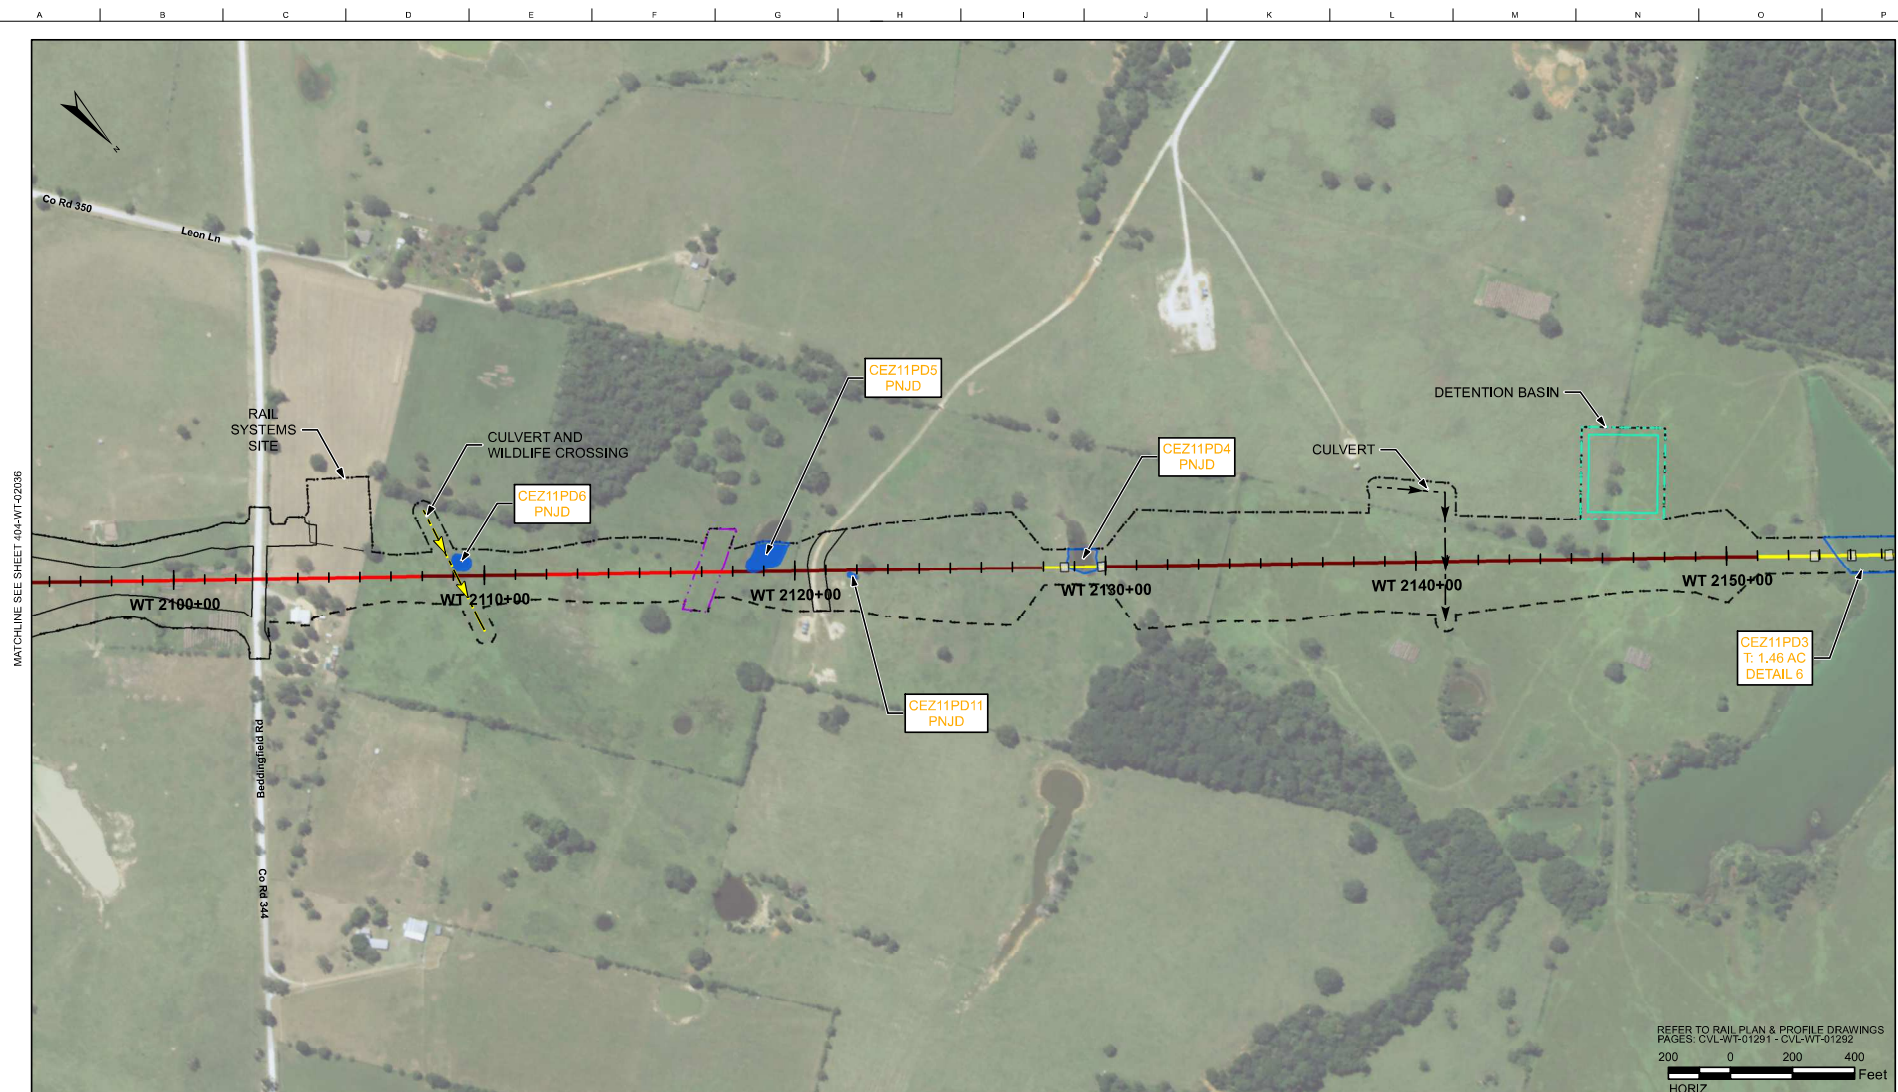 A B C D E F G H I J K L M N O P
N
Co Rd 350
Leon Ln
CEZ11PD5
PNJD
DETENTION BASIN
RAIL
SYSTEMS
SITE
CULVERT AND
WILDLIFE CROSSING
CEZ11PD4
PNJD
CULVERT
CEZ11PD6
PNJD
MATCHLINE SEE SHEET 404-WT-02036
WT 2100+00
WT 2110+00
WT 2120+00
WT 2130+00
WT 2140+00
WT 2150+00
CEZ11PD3
T: 1.46 AC
DETAIL 6
CEZ11PD11
PNJD
Beddingfield Rd
Co Rd 344
REFER TO RAIL PLAN & PROFILE DRAWINGS
PAGES: CVL-WT-01291 - CVL-WT-01292
200 0 200 400
Feet
HORIZ